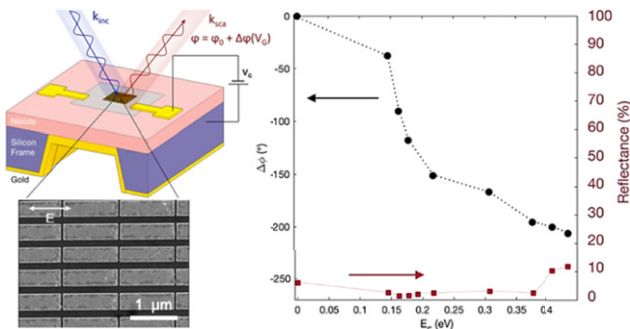 k_inc
k_sca
φ = φ₀ + Δφ(V_G)
V_G
Nitride
Silicon
Frame
Gold
E
1 μm
0
-50
-100
-150
-200
-250
Δϕ (°)
0
0.1
0.15
0.2
0.25
0.3
0.35
0.4
E_F (eV)
100
90
80
70
60
50
40
30
20
10
0
Reflectance (%)